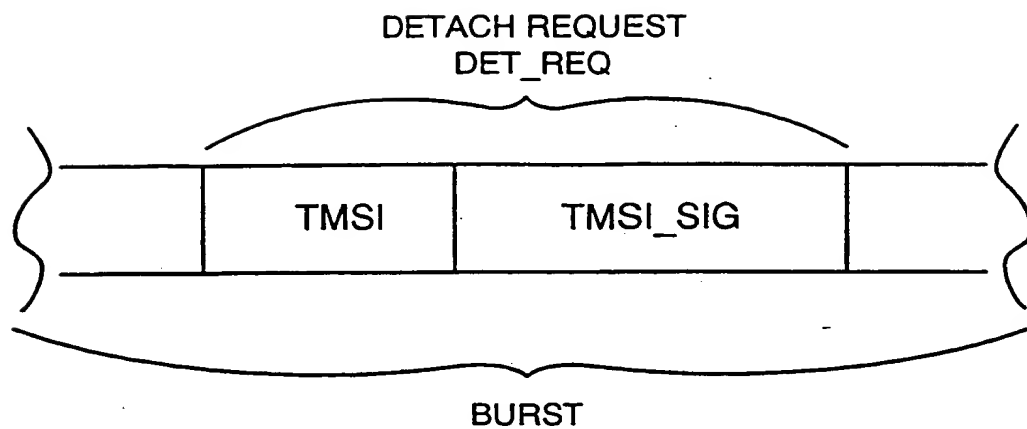 DETACH REQUEST
DET_REQ
TMSI TMSI_SIG
BURST